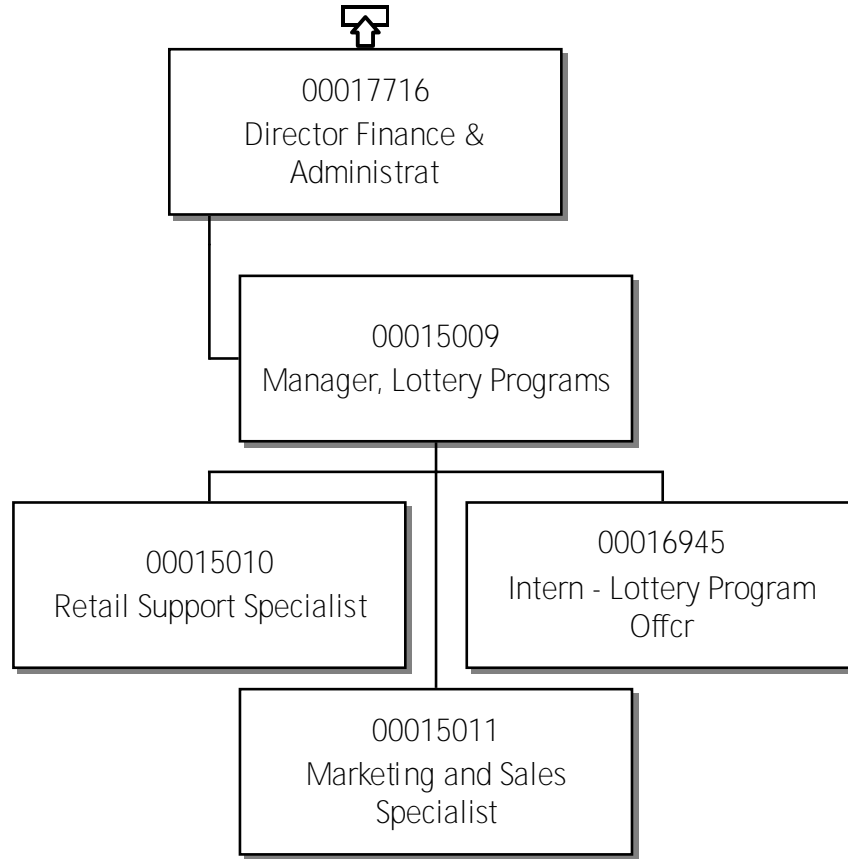 00017716
Director Finance &
Administrat
00015009
Manager, Lottery Programs
00015010
Retail Support Specialist
00016945
Intern - Lottery Program
Offcr
00015011
Marketing and Sales
Specialist